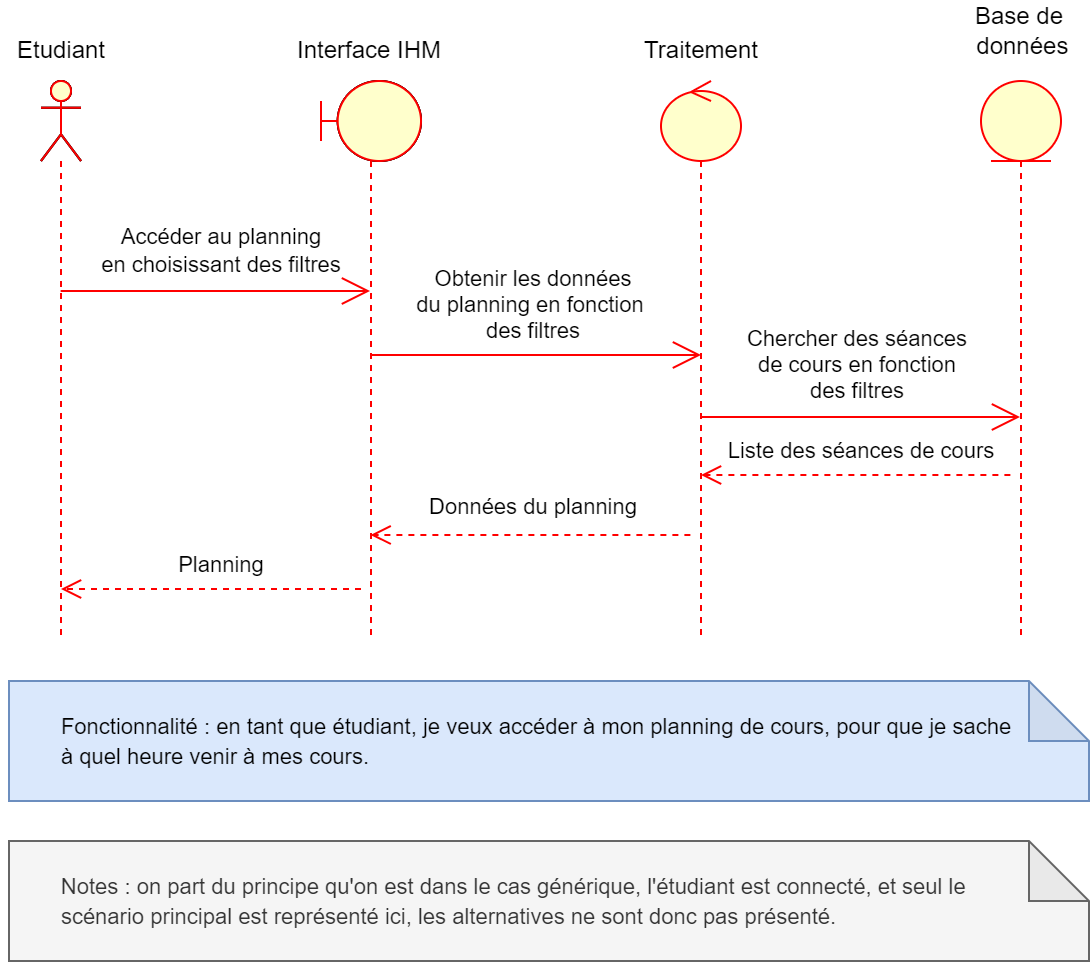 Etudiant
Interface IHM
Traitement
Base de
données
Accéder au planning
en choisissant des filtres
Obtenir les données
du planning en fonction
des filtres
Chercher des séances
de cours en fonction
des filtres
Liste des séances de cours
Données du planning
Planning
Fonctionnalité : en tant que étudiant, je veux accéder à mon planning de cours, pour que je sache
à quel heure venir à mes cours.
Notes : on part du principe qu'on est dans le cas générique, l'étudiant est connecté, et seul le
scénario principal est représenté ici, les alternatives ne sont donc pas présenté.